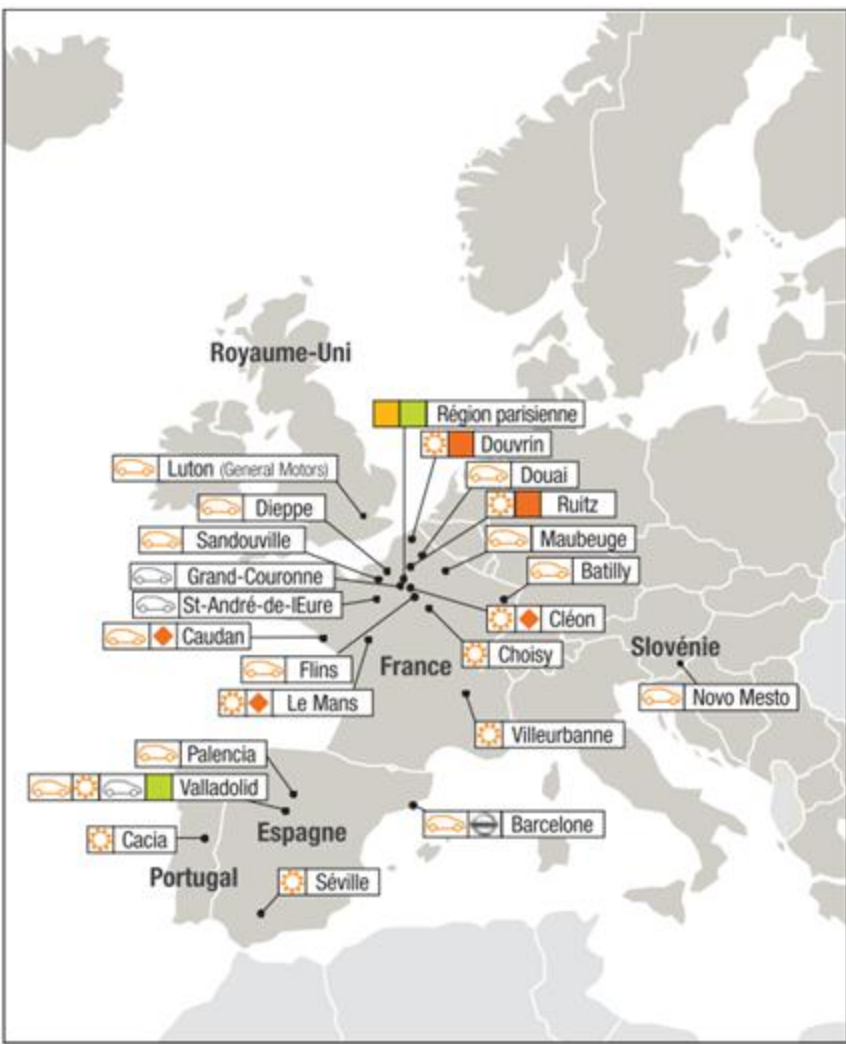 Royaume-Uni
Région parisienne
Douvrin
Luton (General Motors)
Douai
Dieppe
Ruitz
Sandouville
Maubeuge
Grand-Couronne
Batilly
St-André-de-lEure
Cléon
Caudan
Choisy
Slovénie
Flins
France
Le Mans
Novo Mesto
Villeurbanne
Palencia
Valladolid
Espagne
Barcelone
Cacia
Portugal
Séville